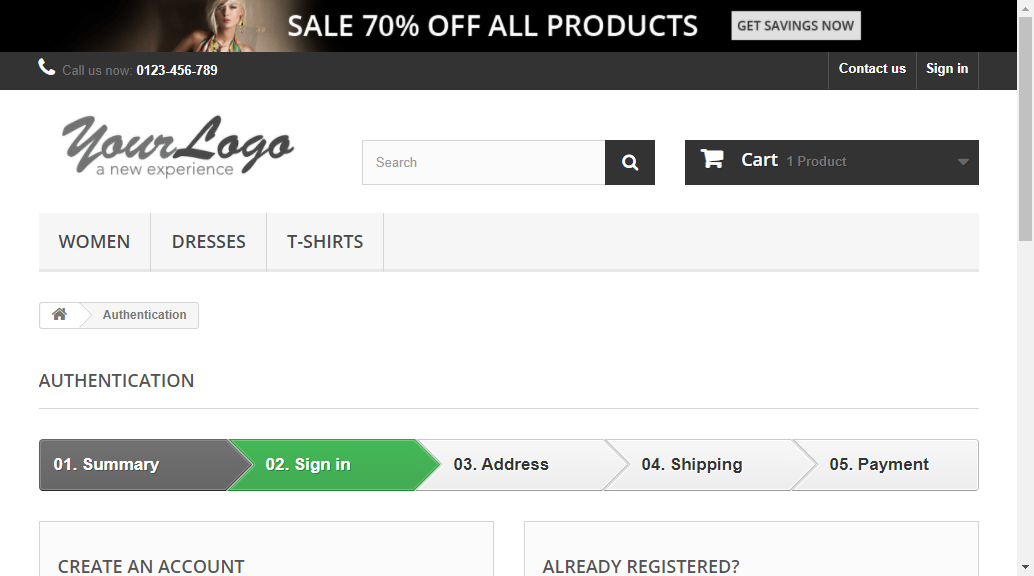 SALE 70% OFF ALL PRODUCTS GET SAVINGS NOW
Call us now: 0123-456-789 Contact us Sign in
YourLogo
a new experience
Search Cart 1 Product
WOMEN DRESSES T-SHIRTS
Authentication
AUTHENTICATION
01. Summary 02. Sign in 03. Address 04. Shipping 05. Payment
CREATE AN ACCOUNT ALREADY REGISTERED?